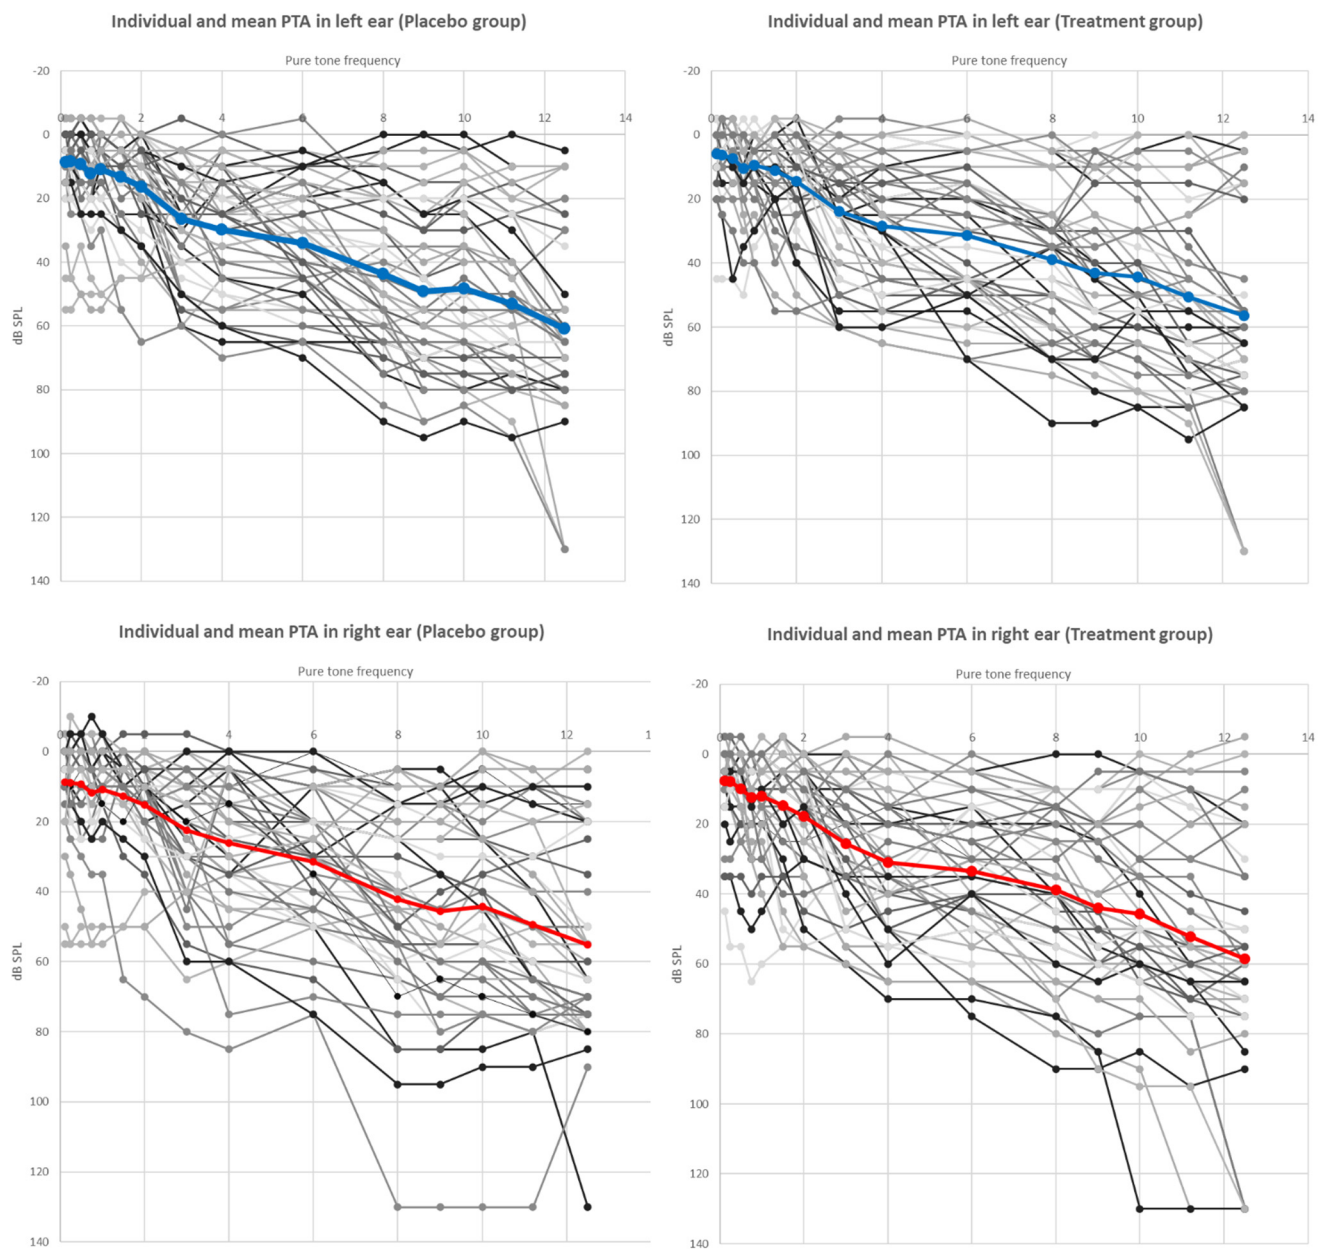 Individual and mean PTA in left ear (Placebo group)
Pure tone frequency
-20
0 2 4 6 8 10 12 14
0
20
40
60
80
100
120
140
dB SPL
Individual and mean PTA in left ear (Treatment group)
Pure tone frequency
-20
0 2 4 6 8 10 12 14
0
20
40
60
80
100
120
140
dB SPL
Individual and mean PTA in right ear (Placebo group)
Pure tone frequency
-20
0 2 4 6 8 10 12 1
0
20
40
60
80
100
120
140
dB SPL
Individual and mean PTA in right ear (Treatment group)
Pure tone frequency
-20
0 2 4 6 8 10 12 14
0
20
40
60
80
100
120
140
dB SPL